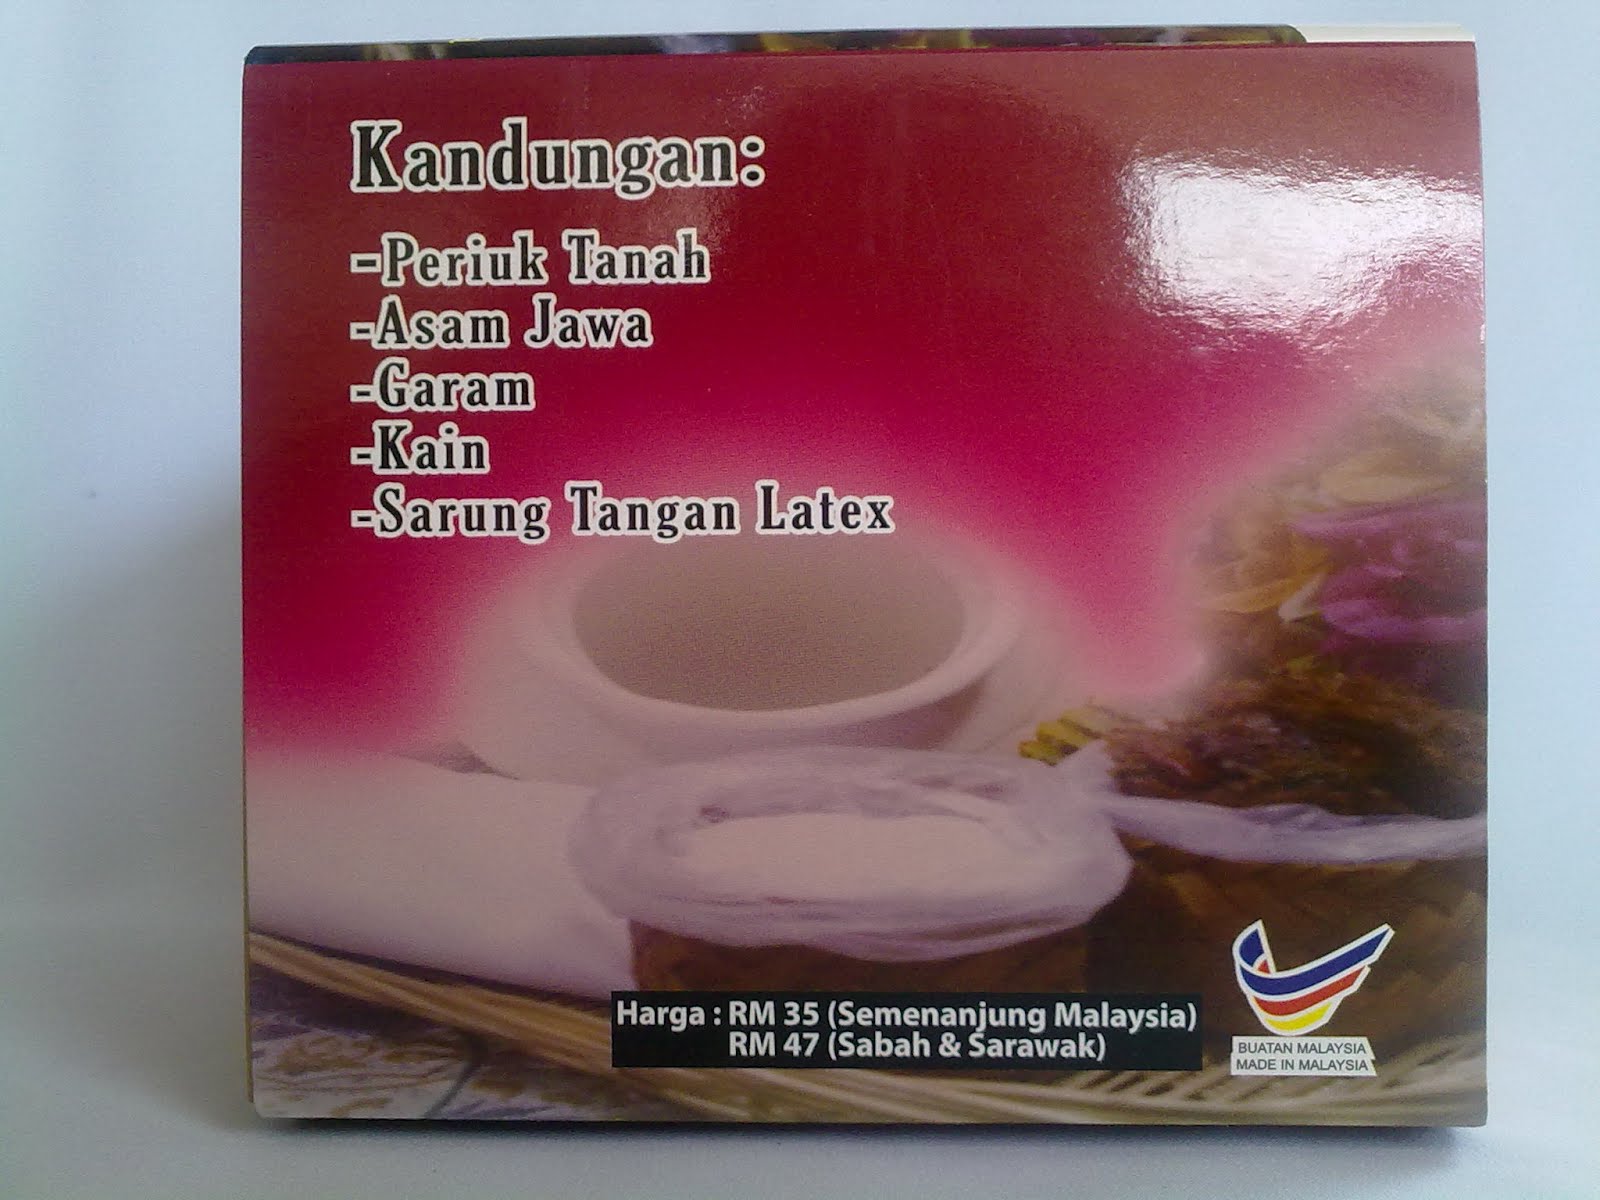 Kandungan:
-Periuk Tanah
-Asam Jawa
-Garam
-Kain
-Sarung Tangan Latex
Harga : RM 35 (Semenanjung Malaysia)
RM 47 (Sabah & Sarawak)
BUATAN MALAYSIA
MADE IN MALAYSIA